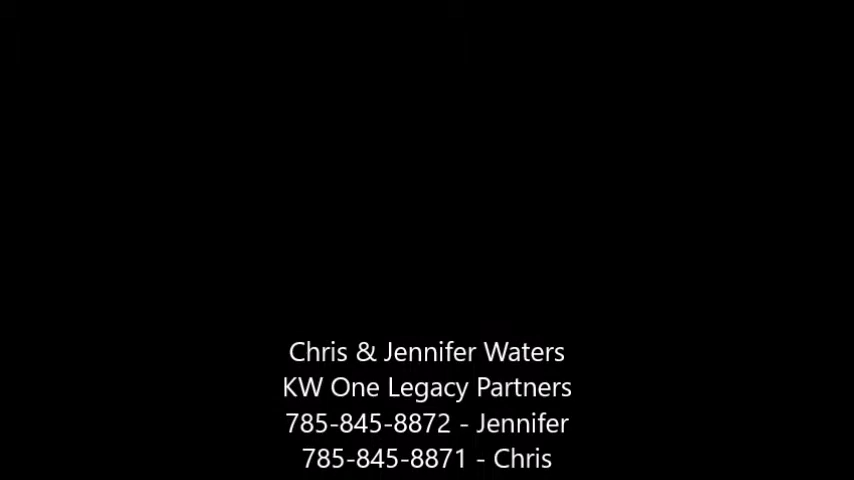 Chris & Jennifer Waters
KW One Legacy Partners
785-845-8872 - Jennifer
785-845-8871 - Chris